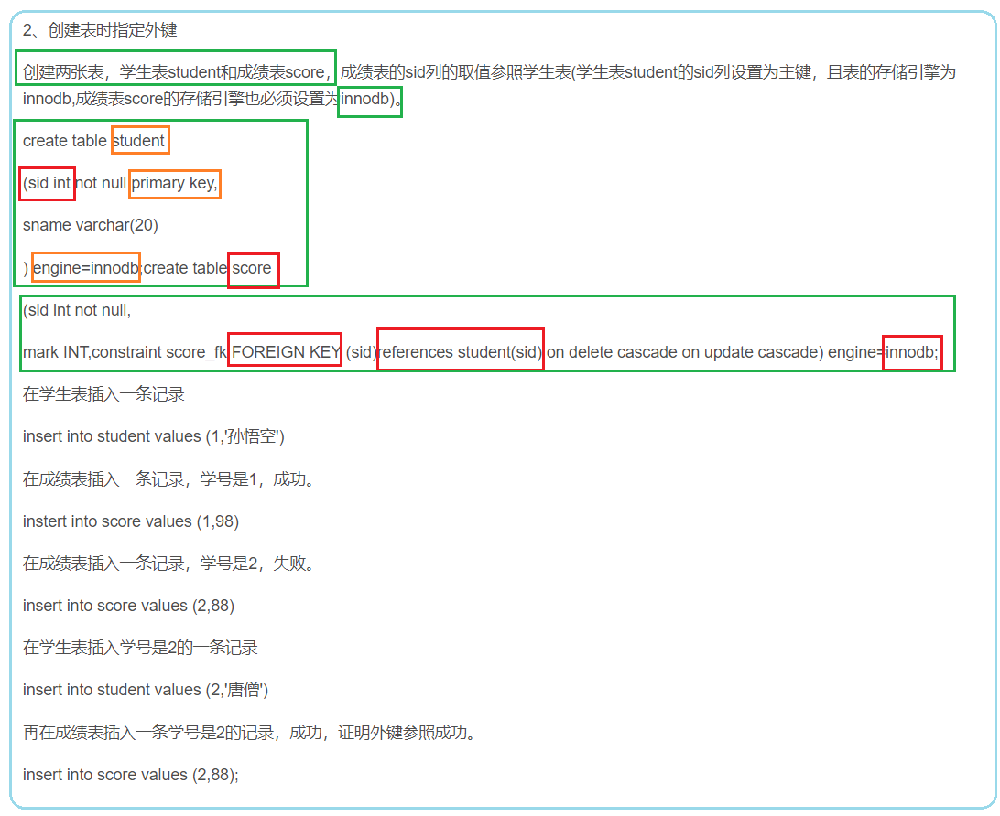 2、创建表时指定外键
创建两张表，学生表student和成绩表score，成绩表的sid列的取值参照学生表(学生表student的sid列设置为主键，且表的存储引擎为
innodb,成绩表score的存储引擎也必须设置为innodb)。
create table student
(sid int not null primary key,
sname varchar(20)
) engine=innodb;create table score
(sid int not null,
mark INT,constraint score_fk FOREIGN KEY (sid)references student(sid) on delete cascade on update cascade) engine=innodb;
在学生表插入一条记录
insert into student values (1,'孙悟空')
在成绩表插入一条记录，学号是1，成功。
instert into score values (1,98)
在成绩表插入一条记录，学号是2，失败。
insert into score values (2,88)
在学生表插入学号是2的一条记录
insert into student values (2,'唐僧')
再在成绩表插入一条学号是2的记录，成功，证明外键参照成功。
insert into score values (2,88);